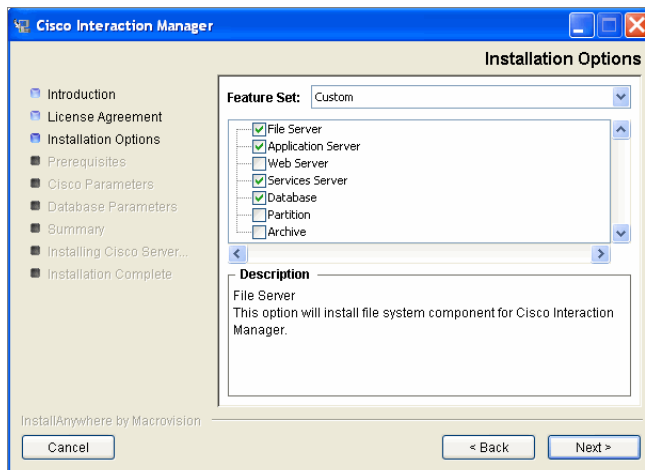 Cisco Interaction Manager
Installation Options
Introduction
License Agreement
Installation Options
Prerequisites
Cisco Parameters
Database Parameters
Summary
Installing Cisco Server...
Installation Complete
Feature Set: Custom
File Server
Application Server
Web Server
Services Server
Database
Partition
Archive
Description
File Server
This option will install file system component for Cisco Interaction
Manager.
InstallAnywhere by Macrovision
Cancel
< Back
Next >